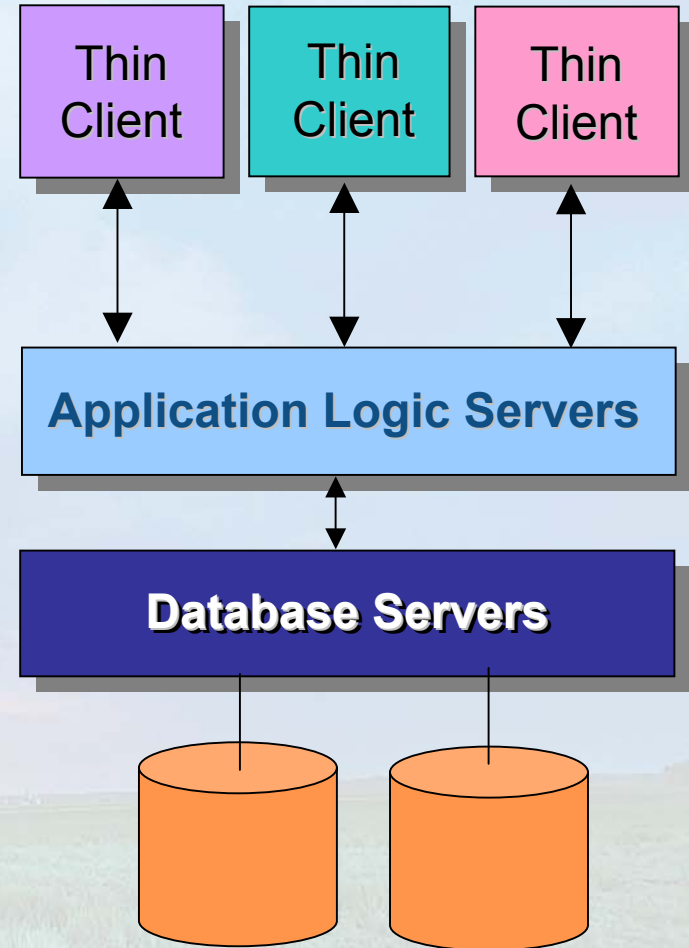 Thin
Client
Thin
Client
Thin
Client
Application Logic Servers
Database Servers